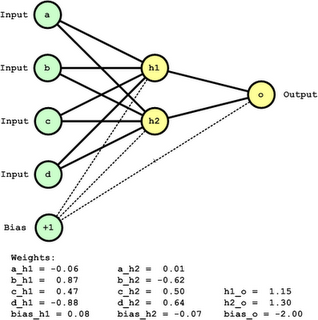 Input a
h1
Input b
o Output
Input c
h2
Input d
Bias +1
Weights:
a_h1 = -0.06 a_h2 = 0.01
b_h1 = 0.87 b_h2 = -0.62
c_h1 = 0.47 c_h2 = 0.50 h1_o = 1.15
d_h1 = -0.88 d_h2 = 0.64 h2_o = 1.30
bias_h1 = 0.08 bias_h2 = -0.07 bias_o = -2.00